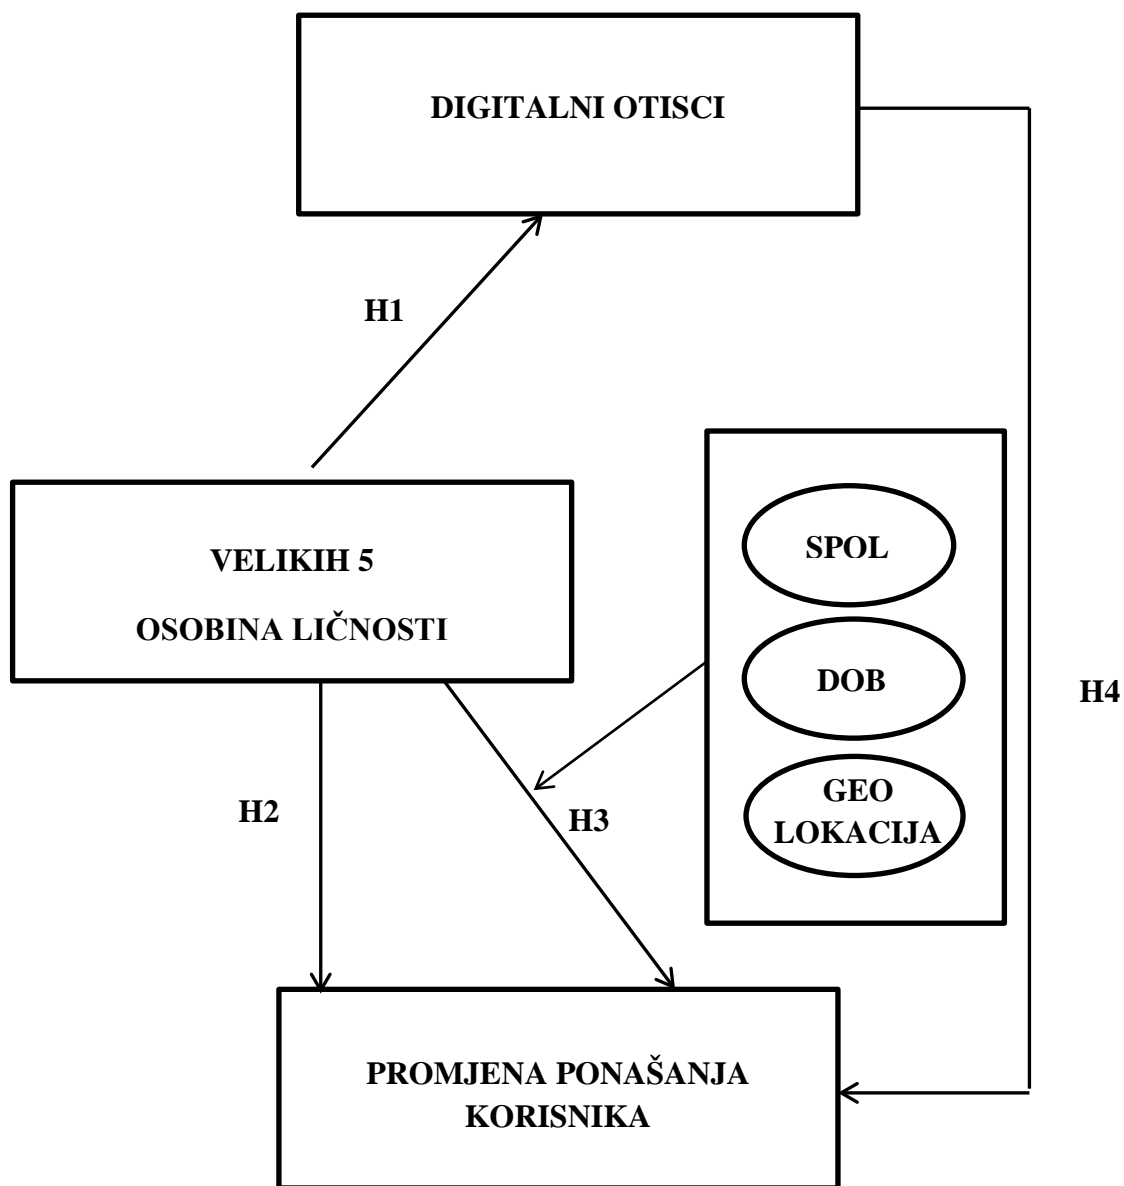 DIGITALNI OTISCI
H1
VELIKIH 5
OSOBINA LIČNOSTI
SPOL
DOB
GEO
LOKACIJA
H4
H2
H3
PROMJENA PONAŠANJA
KORISNIKA